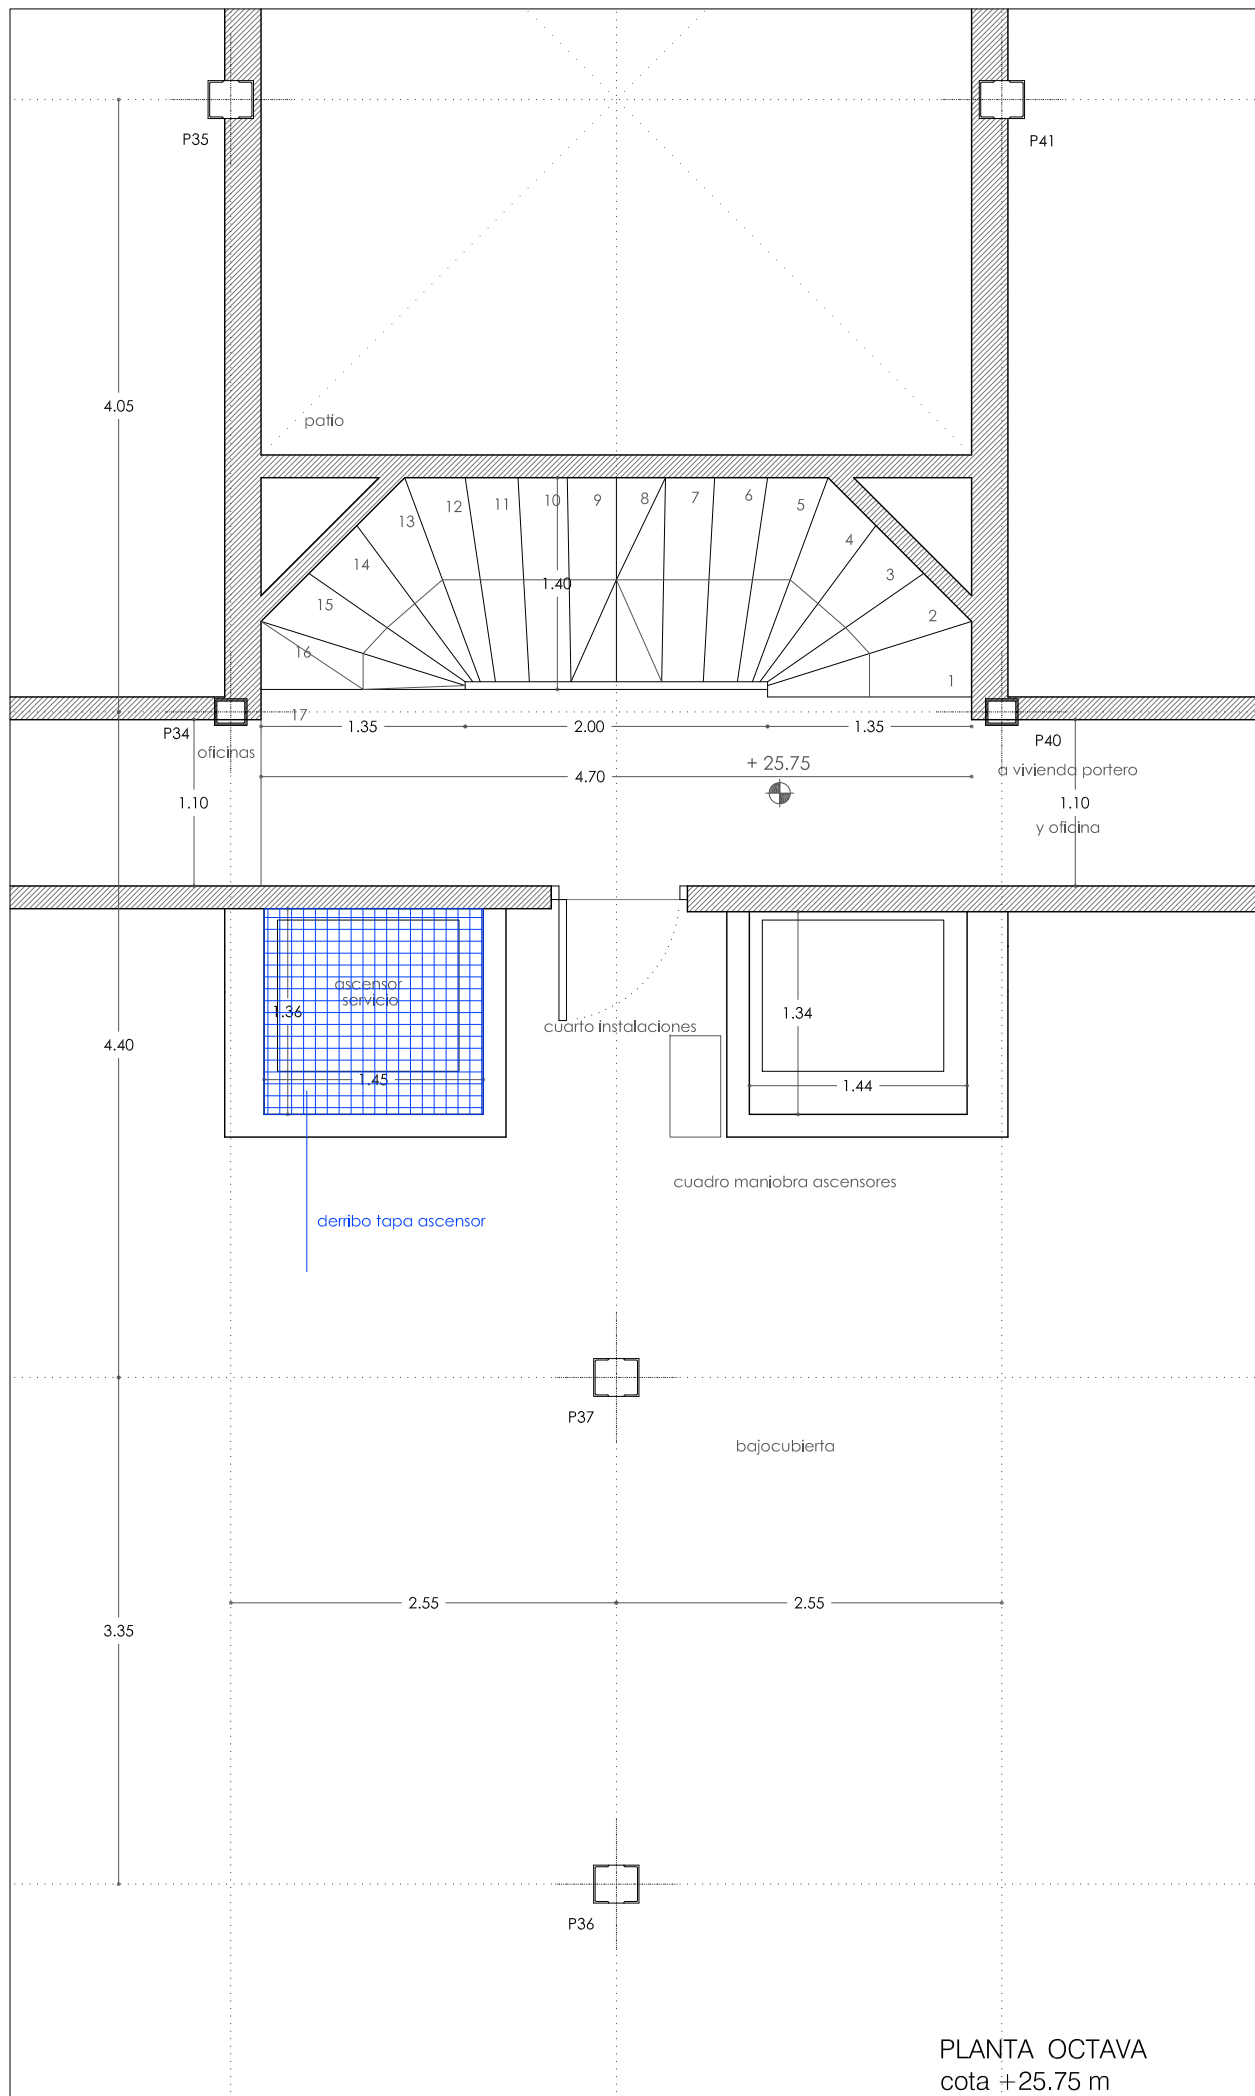 P35
P41
4.05
patio
12
11
10
9
8
7
6
5
13
4
14
3
1.40
15
2
16
1
17
1.35
2.00
1.35
P34
P40
oficinas
+ 25.75
a vivienda portero
4.70
1.10
1.10
y oficina
ascensor
servicio
1.36
1.34
cuarto instalaciones
4.40
1.45
1.44
cuadro maniobra ascensores
derribo tapa ascensor
P37
bajocubierta
2.55
2.55
3.35
P36
PLANTA OCTAVA
cota +25.75 m